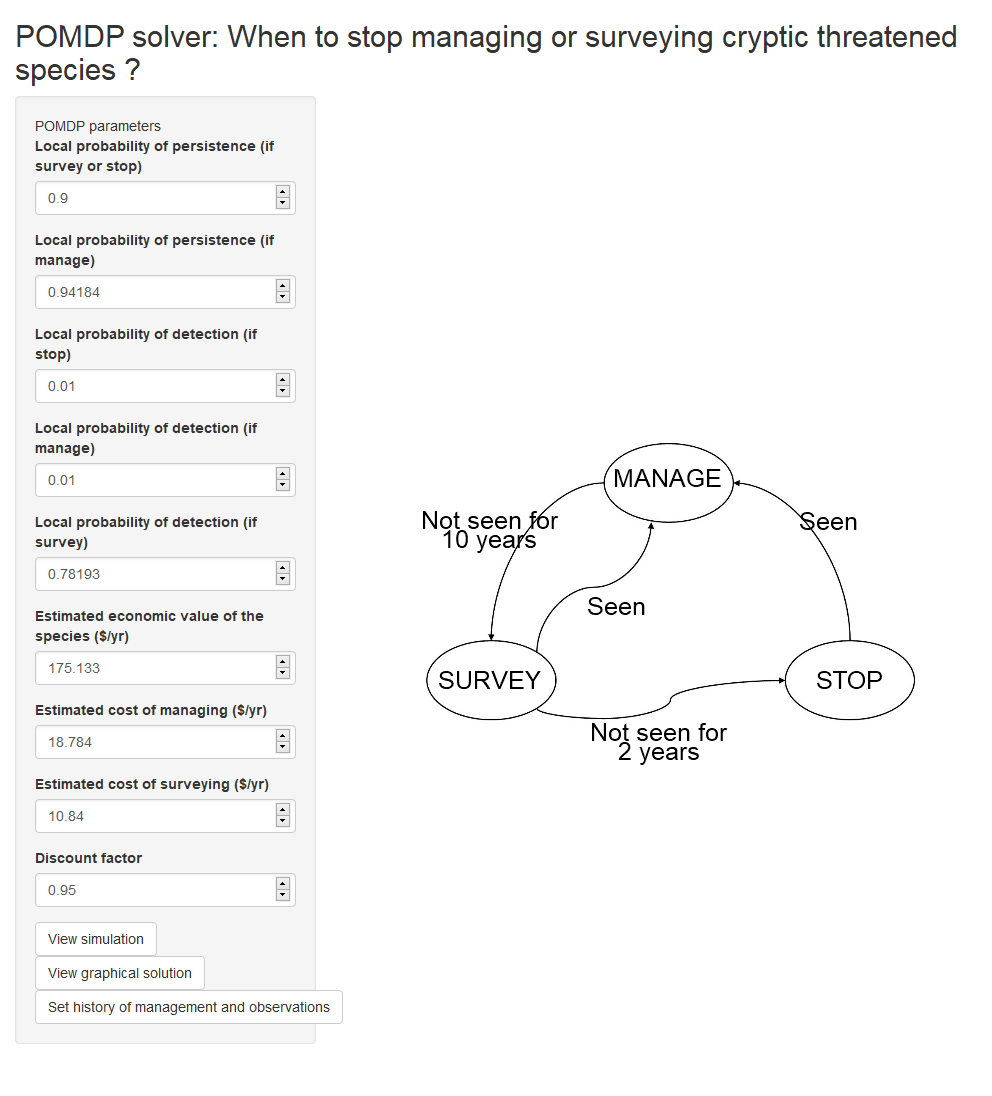 POMDP solver: When to stop managing or surveying cryptic threatened
species ?
POMDP parameters
Local probability of persistence (if
survey or stop)
0.9
Local probability of persistence (if
manage)
0.94184
Local probability of detection (if
stop)
0.01
Local probability of detection (if
manage)
0.01
Local probability of detection (if
survey)
0.78193
Estimated economic value of the
species ($/yr)
175.133
Estimated cost of managing ($/yr)
18.784
Estimated cost of surveying ($/yr)
10.84
Discount factor
0.95
View simulation
View graphical solution
Set history of management and observations
MANAGE
Not seen for
10 years
Seen
Seen
SURVEY
STOP
Not seen for
2 years